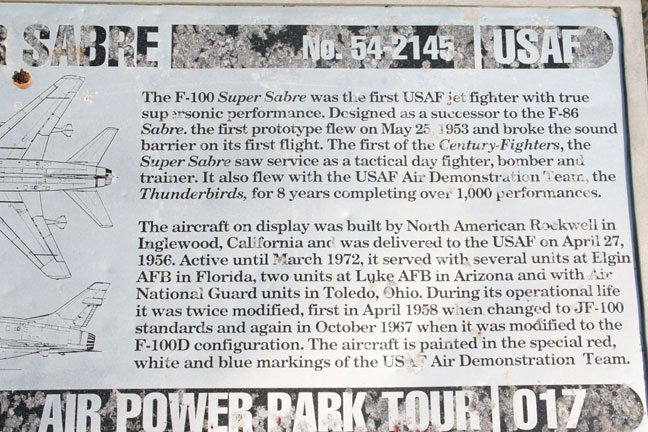 R SABRE No. 54-2145 USAF
The F-100 Super Sabre was the first USAF jet fighter with true
supersonic performance. Designed as a successor to the F-86
Sabre. the first prototype flew on May 25 1953 and broke the sound
barrier on its first flight. The first of the Century-Fighters, the
Super Sabre saw service as a tactical day fighter, bomber and
trainer. It also flew with the USAF Air Demonstration Team, the
Thunderbirds, for 8 years completing over 1,000 performances.
The aircraft on display was built by North American Rockwell in
Inglewood, California and was delivered to the USAF on April 27,
1956. Active until March 1972, it served with several units at Elgin
AFB in Florida, two units at Lyke AFB in Arizona and with Air
National Guard units in Toledo, Ohio. During its operational life
it was twice modified, first in April 1958 when changed to JF-100
standards and again in October 1967 when it was modified to the
F-100D configuration. The aircraft is painted in the special red,
white and blue markings of the USAF Air Demonstration Team.
AIR POWER PARK TOUR 017